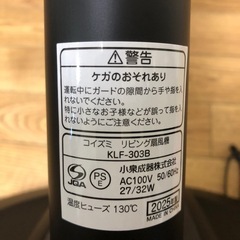 ⚠警告
ケガのおそれあり
運転中にガードの隙間から手や指を入
れないでください。
特にお子様などが誤って指を入
れないようにご注意ください。
コイズミ リビング扇風機
KLF-303B
小泉成器株式会社
AC100V 50/60Hz
27/32W
JQA
PS
E
温度ヒューズ 130℃
2025年製
MADE IN